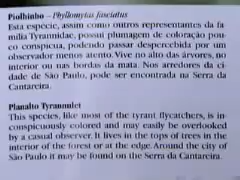 Piolhinho – Phyllomyias fasciatus
Esta espécie, assim como outros representantes da fa-
mília Tyrannidae, possui plumagem de coloração pou-
co conspícua, podendo passar despercebida por um
observador menos atento. Vive no alto das árvores, no
interior ou nas bordas da mata. Nos arredores da ci-
dade de São Paulo, pode ser encontrada na Serra da
Cantareira.
Planalto Tyrannulet
This species, like most of the tyrant flycatchers, is in-
conspicuously colored and may easily be overlooked
by a casual observer. It lives in the tops of trees in the
interior of the forest or at the edge. Around the city of
São Paulo it may be found on the Serra da Cantareira.